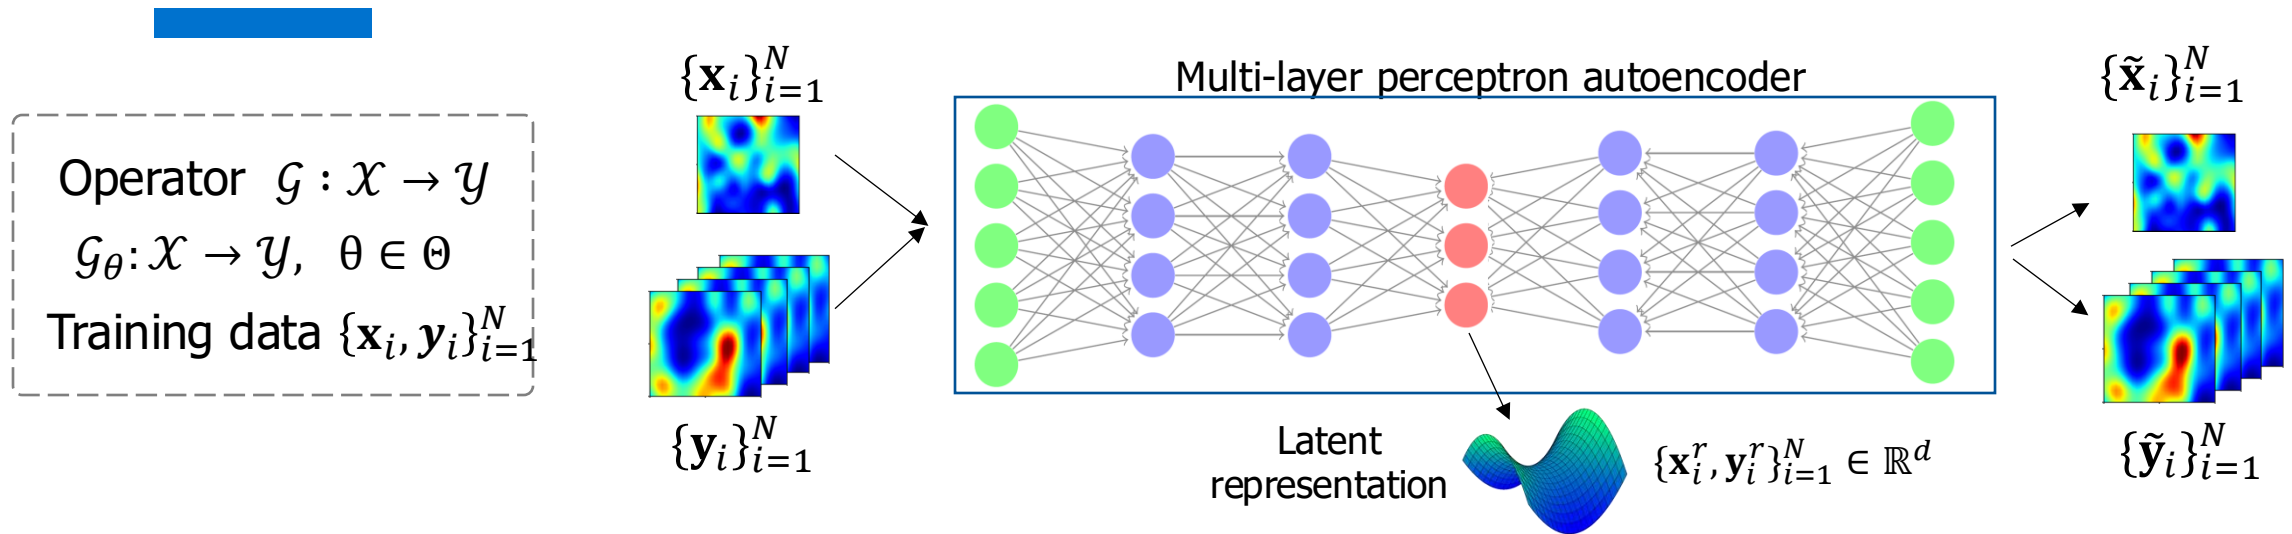 Operator 𝒢 : 𝒳 → 𝒴
𝒢_θ: 𝒳 → 𝒴, θ ∈ Θ
Training data {𝐱_i, 𝒚_i}_{i=1}^N
{𝐱_i}_{i=1}^N
{𝐲_i}_{i=1}^N
Multi-layer perceptron autoencoder
Latent
representation
{𝐱_i^r, 𝐲_i^r}_{i=1}^N ∈ ℝ^d
{𝐱̃_i}_{i=1}^N
{𝐲̃_i}_{i=1}^N